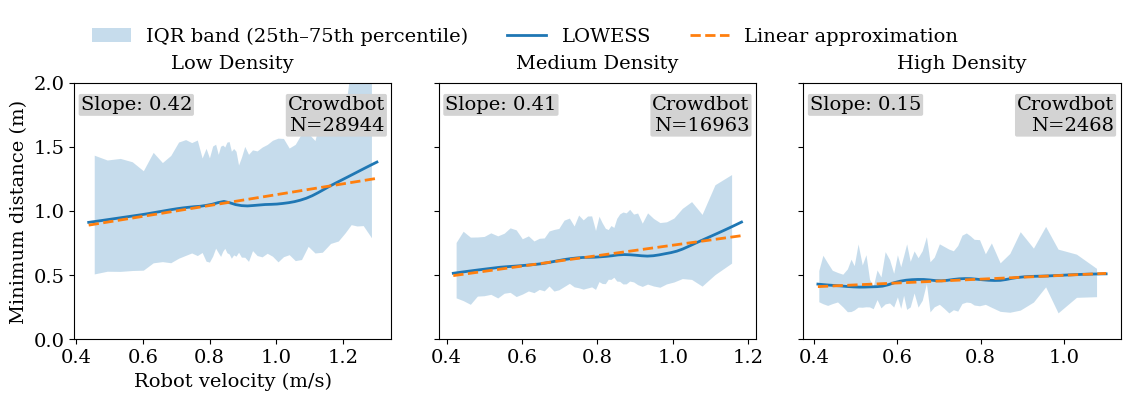 IQR band (25th–75th percentile)
LOWESS
Linear approximation
Low Density
Medium Density
High Density
Minimum distance (m)
2.0
1.5
1.0
0.5
0.0
Slope: 0.42
Crowdbot
N=28944
0.4 0.6 0.8 1.0 1.2
Robot velocity (m/s)
Slope: 0.41
Crowdbot
N=16963
0.4 0.6 0.8 1.0 1.2
Slope: 0.15
Crowdbot
N=2468
0.4 0.6 0.8 1.0